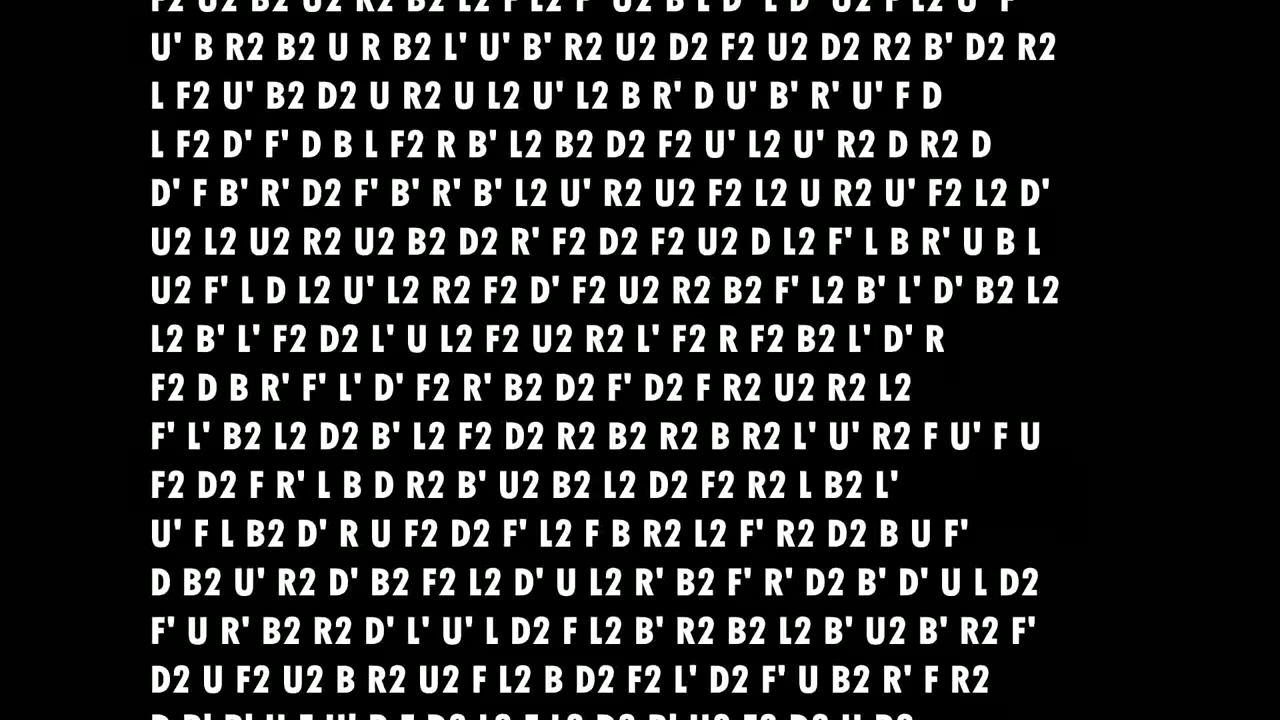 U' B R2 B2 U R B2 L' U' B' R2 U2 D2 F2 U2 D2 R2 B' D2 R2
L F2 U' B2 D2 U R2 U L2 U' L2 B R' D U' B' R' U' F D
L F2 D' F' D B L F2 R B' L2 B2 D2 F2 U' L2 U' R2 D R2 D
D' F B' R' D2 F' B' R' B' L2 U' R2 U2 F2 L2 U R2 U' F2 L2 D'
U2 L2 U2 R2 U2 B2 D2 R' F2 D2 F2 U2 D L2 F' L B R' U B L
U2 F' L D L2 U' L2 R2 F2 D' F2 U2 R2 B2 F' L2 B' L' D' B2 L2
L2 B' L' F2 D2 L' U L2 F2 U2 R2 L' F2 R F2 B2 L' D' R
F2 D B R' F' L' D' F2 R' B2 D2 F' D2 F R2 U2 R2 L2
F' L' B2 L2 D2 B' L2 F2 D2 R2 B2 R2 B R2 L' U' R2 F U' F U
F2 D2 F R' L B D R2 B' U2 B2 L2 D2 F2 R2 L B2 L'
U' F L B2 D' R U F2 D2 F' L2 F B R2 L2 F' R2 D2 B U F'
D B2 U' R2 D' B2 F2 L2 D' U L2 R' B2 F' R' D2 B' D' U L D2
F' U R' B2 R2 D' L' U' L D2 F L2 B' R2 B2 L2 B' U2 B' R2 F'
D2 U F2 U2 B R2 U2 F L2 B D2 F2 L' D2 F' U B2 R' F R2